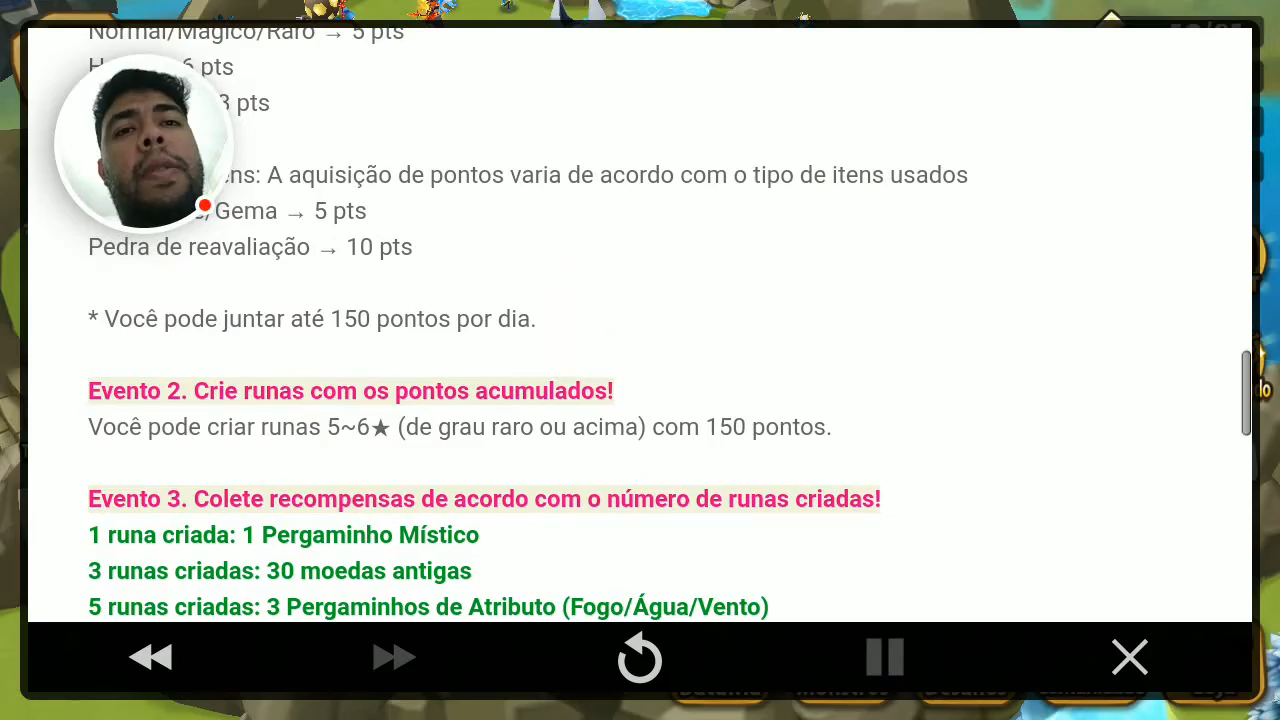 Normal/Mágico/Raro → 5 pts
6 pts
3 pts
ens: A aquisição de pontos varia de acordo com o tipo de itens usados
/Gema → 5 pts
Pedra de reavaliação → 10 pts
* Você pode juntar até 150 pontos por dia.
Evento 2. Crie runas com os pontos acumulados!
Você pode criar runas 5~6★ (de grau raro ou acima) com 150 pontos.
Evento 3. Colete recompensas de acordo com o número de runas criadas!
1 runa criada: 1 Pergaminho Místico
3 runas criadas: 30 moedas antigas
5 runas criadas: 3 Pergaminhos de Atributo (Fogo/Água/Vento)